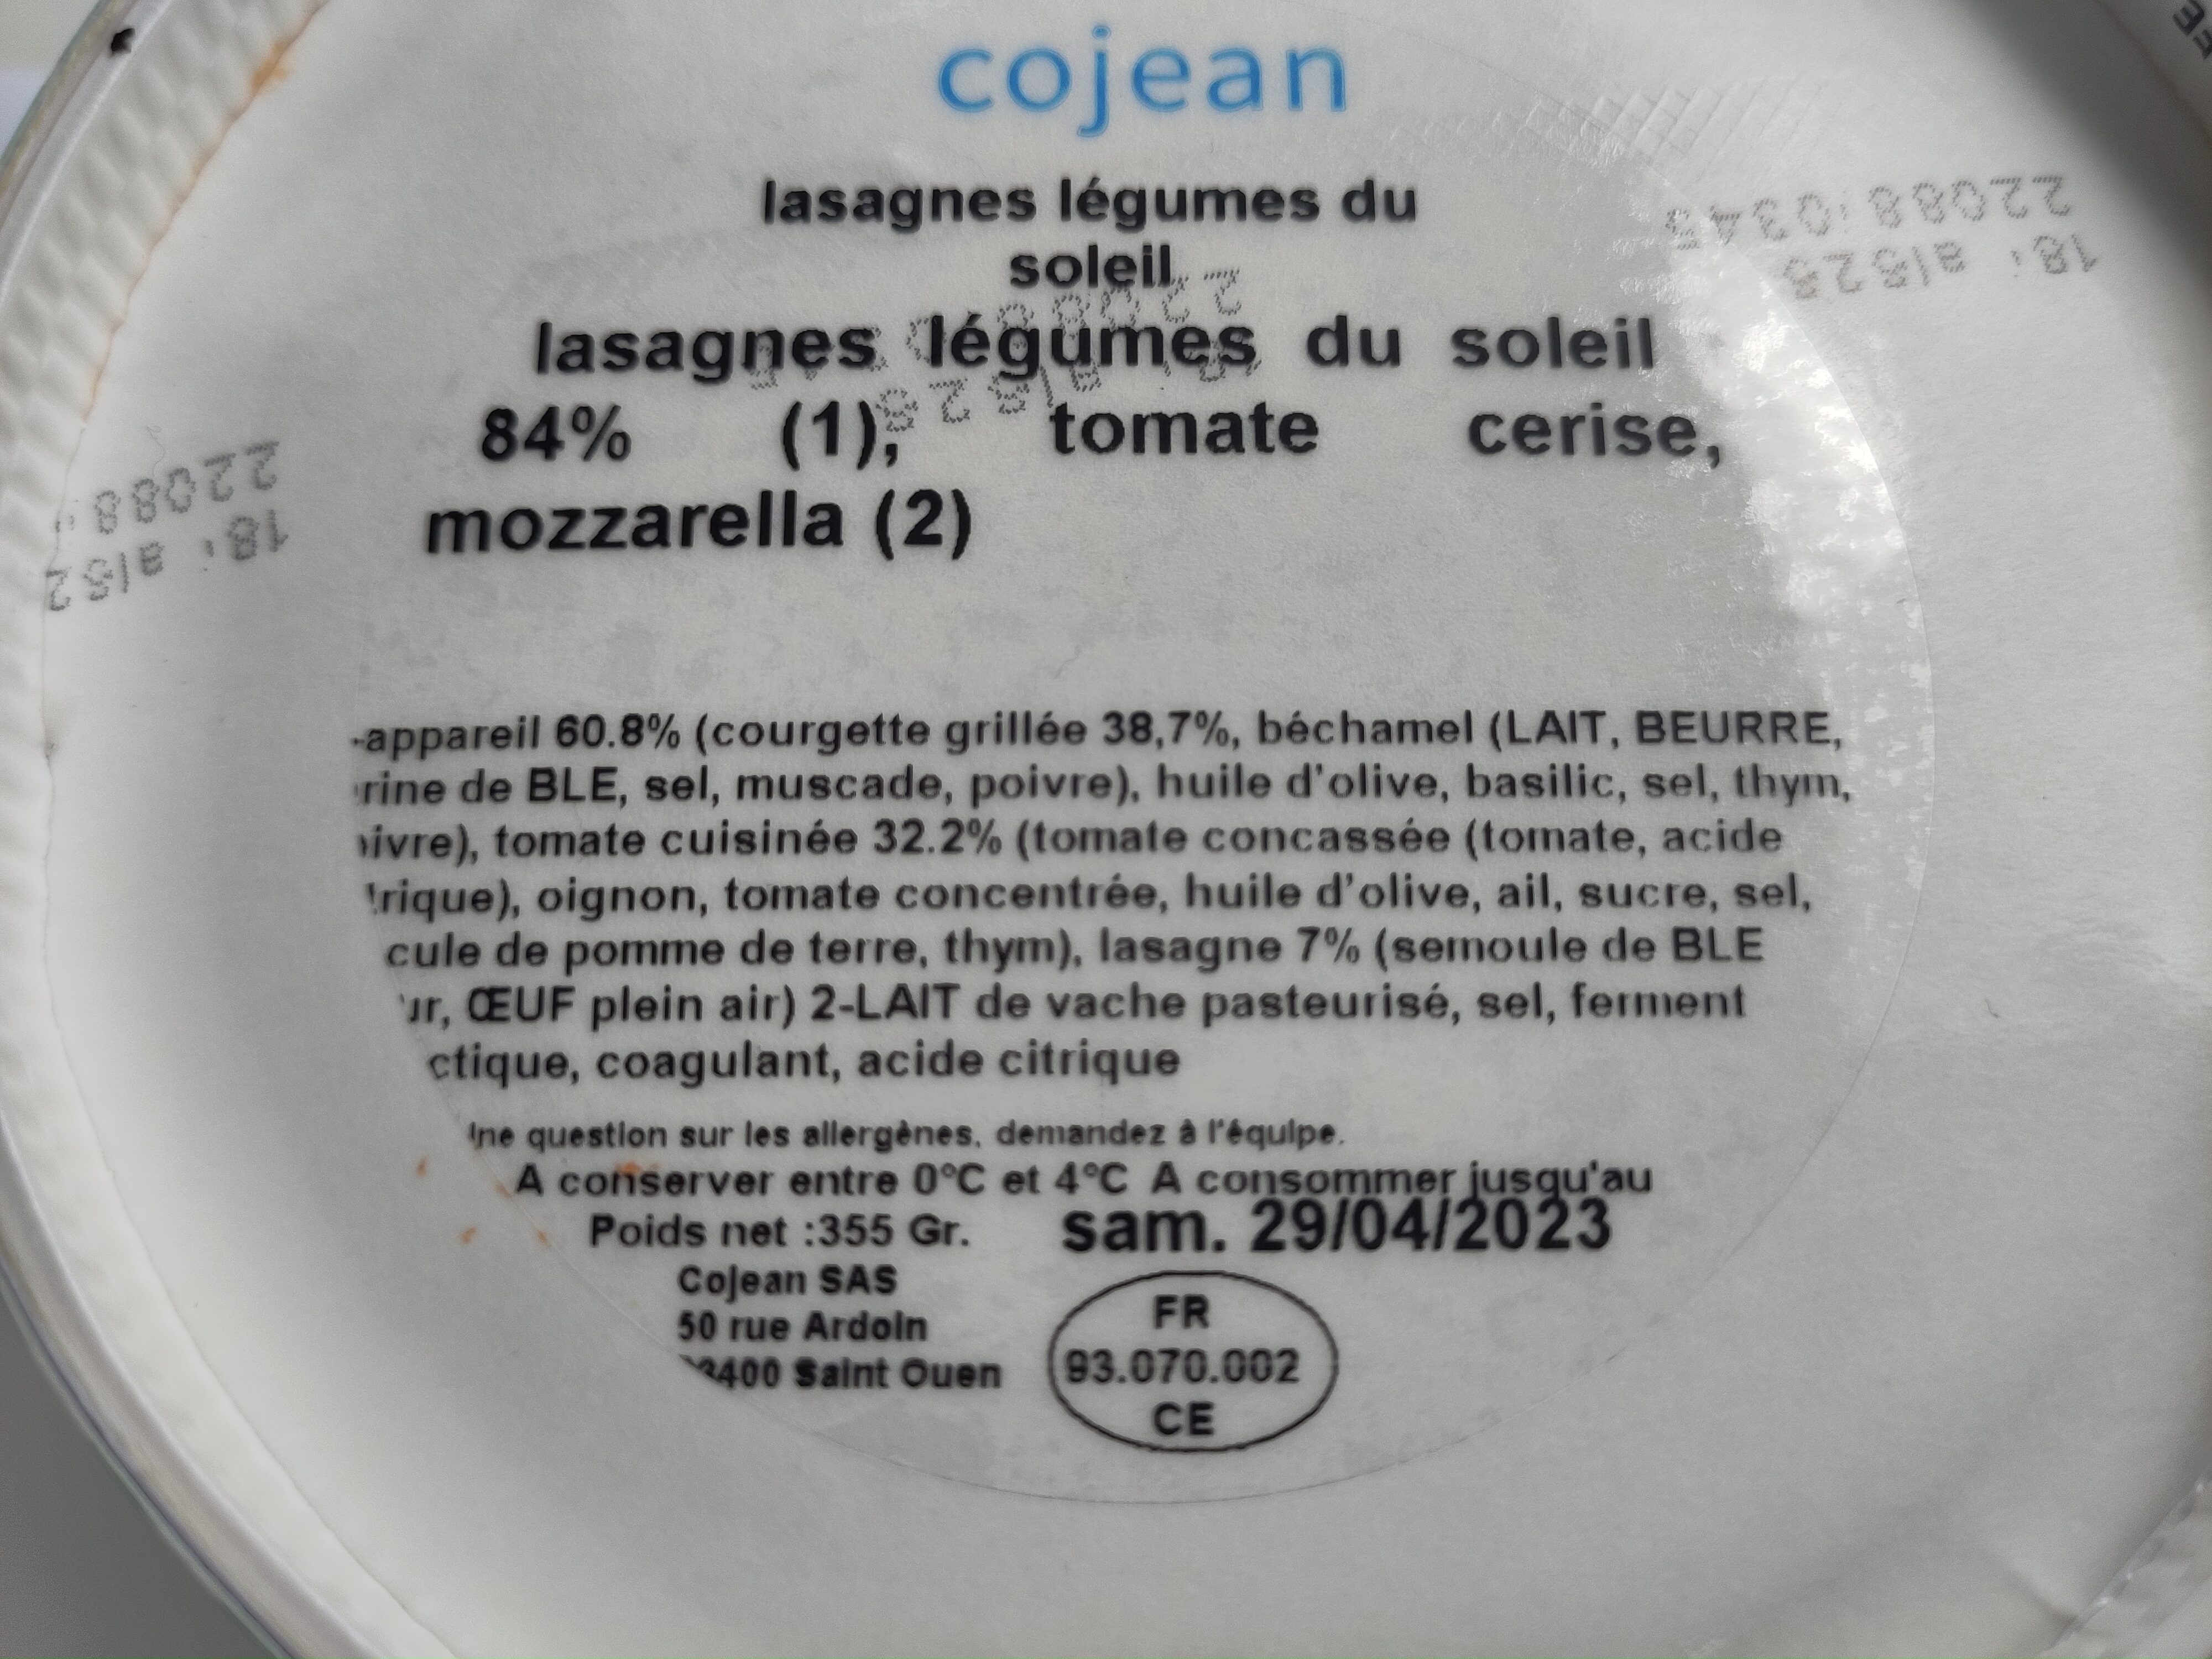 cojean
lasagnes légumes du
soleil
lasagnes légumes du soleil
84% (1), tomate cerise,
mozzarella (2)
-appareil 60.8% (courgette grillée 38,7%, béchamel (LAIT, BEURRE,
rine de BLE, sel, muscade, poivre), huile d'olive, basilic, sel, thym,
ivre), tomate cuisinée 32.2% (tomate concassée (tomate, acide
rique), oignon, tomate concentrée, huile d'olive, ail, sucre, sel,
cule de pomme de terre, thym), lasagne 7% (semoule de BLE
ur, ŒUF plein air) 2-LAIT de vache pasteurisé, sel, ferment
ctique, coagulant, acide citrique
Une question sur les allergènes, demandez à l'équipe.
A conserver entre 0°C et 4°C A consommer jusqu'au
Poids net :355 Gr. sam. 29/04/2023
Cojean SAS
50 rue Ardoin
3400 Saint Ouen
FR
93.070.002
CE